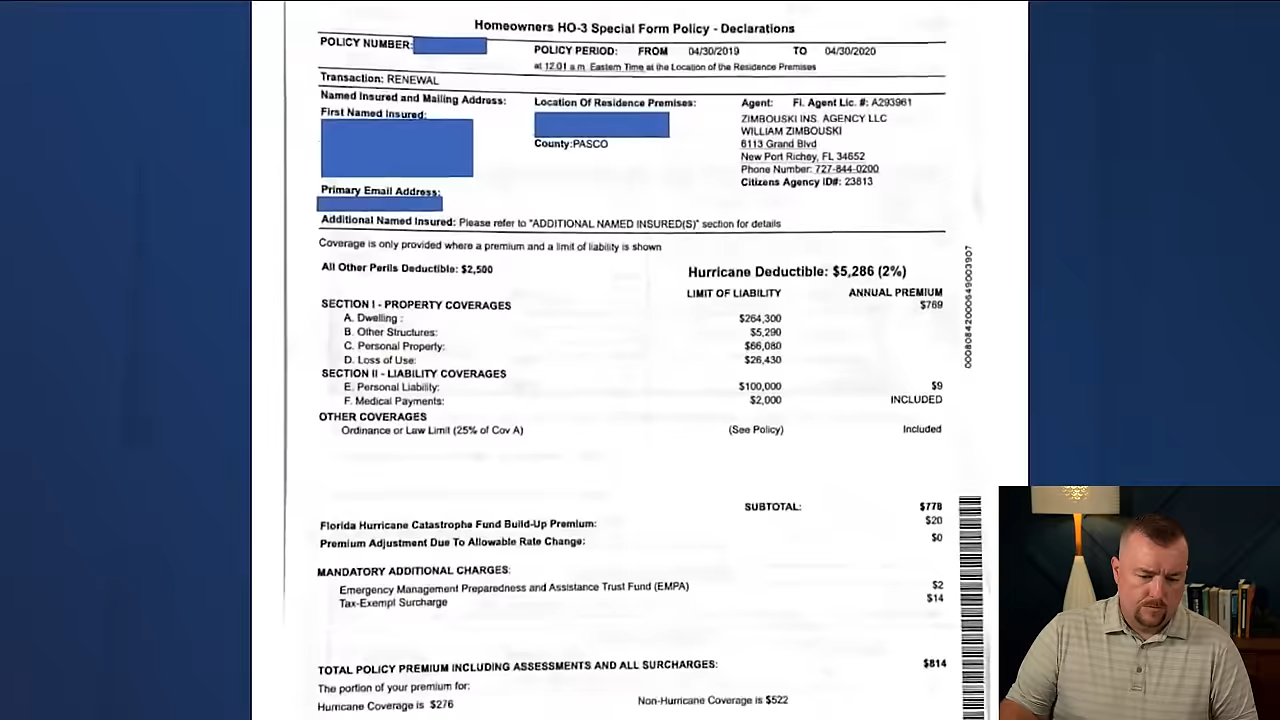 Homeowners HO-3 Special Form Policy - Declarations
POLICY NUMBER:
POLICY PERIOD: FROM 04/30/2019 TO 04/30/2020
at 12.01 a.m. Eastern Time at the Location of the Residence Premises
Transaction: RENEWAL
Named Insured and Mailing Address:
First Named Insured:
Location Of Residence Premises:
County:PASCO
Agent: Fl. Agent Lic. #: A293961
ZIMBOUSKI INS. AGENCY LLC
WILLIAM ZIMBOUSKI
6113 Grand Blvd
New Port Richey, FL 34652
Phone Number: 727-844-0200
Citizens Agency ID#: 23813
Primary Email Address:
Additional Named Insured: Please refer to "ADDITIONAL NAMED INSURED(S)" section for details
Coverage is only provided where a premium and a limit of liability is shown
All Other Perils Deductible: $2,500 Hurricane Deductible: $5,286 (2%)
LIMIT OF LIABILITY ANNUAL PREMIUM
SECTION I - PROPERTY COVERAGES $769
A. Dwelling : $264,300
B. Other Structures: $5,290
C. Personal Property: $66,080
D. Loss of Use: $26,430
SECTION II - LIABILITY COVERAGES
E. Personal Liability: $100,000 $9
F. Medical Payments: $2,000 INCLUDED
OTHER COVERAGES
Ordinance or Law Limit (25% of Cov A) (See Policy) Included
SUBTOTAL: $778
Florida Hurricane Catastrophe Fund Build-Up Premium: $20
Premium Adjustment Due To Allowable Rate Change: $0
MANDATORY ADDITIONAL CHARGES:
Emergency Management Preparedness and Assistance Trust Fund (EMPA) $2
Tax-Exempt Surcharge $14
TOTAL POLICY PREMIUM INCLUDING ASSESSMENTS AND ALL SURCHARGES: $814
The portion of your premium for:
Hurricane Coverage is $276 Non-Hurricane Coverage is $522
00080842000649003907